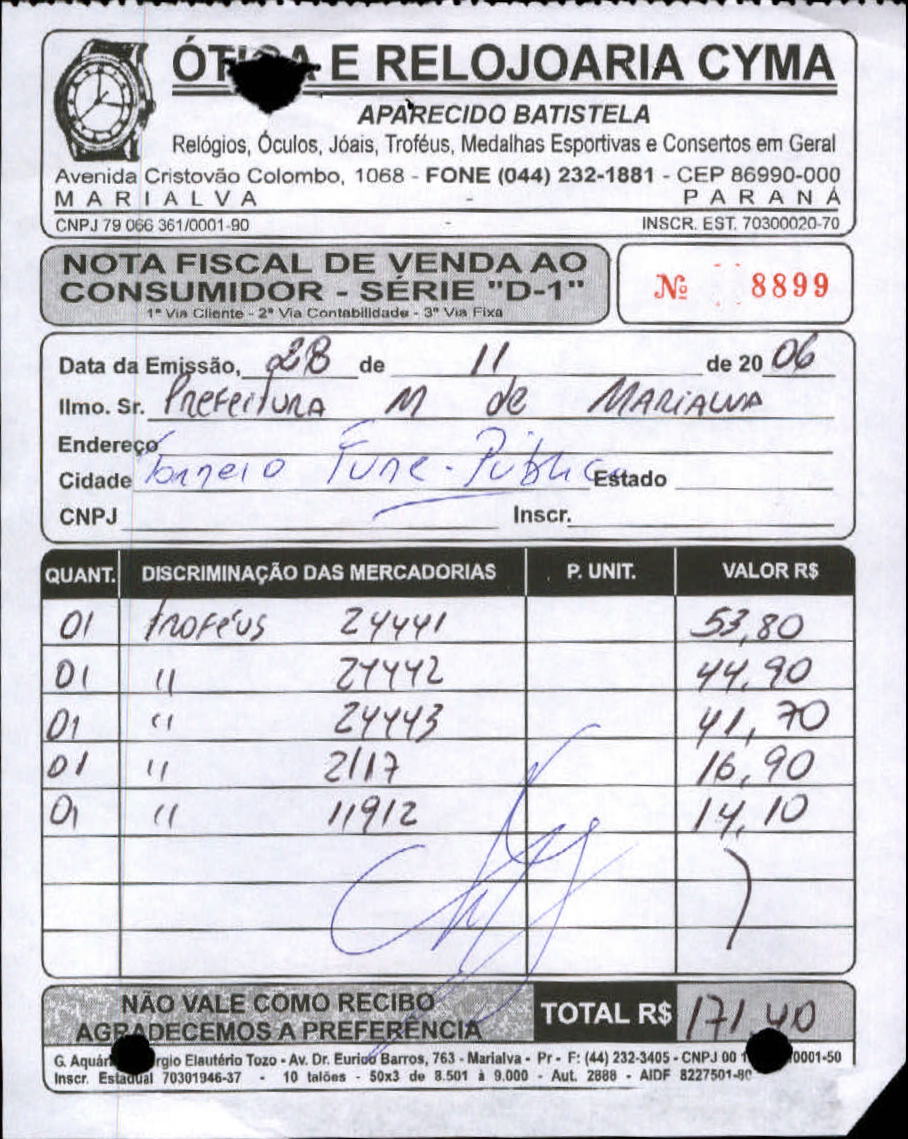 ÓTICA E RELOJOARIA CYMA
APARECIDO BATISTELA
Relógios, Óculos, Jóais, Troféus, Medalhas Esportivas e Consertos em Geral
Avenida Cristovão Colombo, 1068 - FONE (044) 232-1881 - CEP 86990-000
MARIALVA - PARANÁ
CNPJ 79 066 361/0001-90 - INSCR. EST. 70300020-70
NOTA FISCAL DE VENDA AO
CONSUMIDOR - SÉRIE "D-1"
1ª Via Cliente - 2ª Via Contabilidade - 3ª Via Fixa
Nº 8899
Data da Emissão, 28 de 11 de 20 06
Ilmo. Sr. Prefeitura M de Marialva
Endereço
Cidade Torneio Func. Públic Estado
CNPJ Inscr.
QUANT. DISCRIMINAÇÃO DAS MERCADORIAS P. UNIT. VALOR R$
01 troféus 24441 53,80
01 " 24442 44,90
01 " 24443 41,70
01 " 2117 16,90
01 " 11912 14,10
NÃO VALE COMO RECIBO
AGRADECEMOS A PREFERÊNCIA
TOTAL R$ 171,40
G. Aquár rgio Elautério Tozo - Av. Dr. Eurico Barros, 763 - Marialva - Pr - F: (44) 232-3405 - CNPJ 00 1 0001-50
Inscr. Estadual 70301946-37 - 10 talões - 50x3 de 8.501 à 9.000 - Aut. 2888 - AIDF 8227501-80